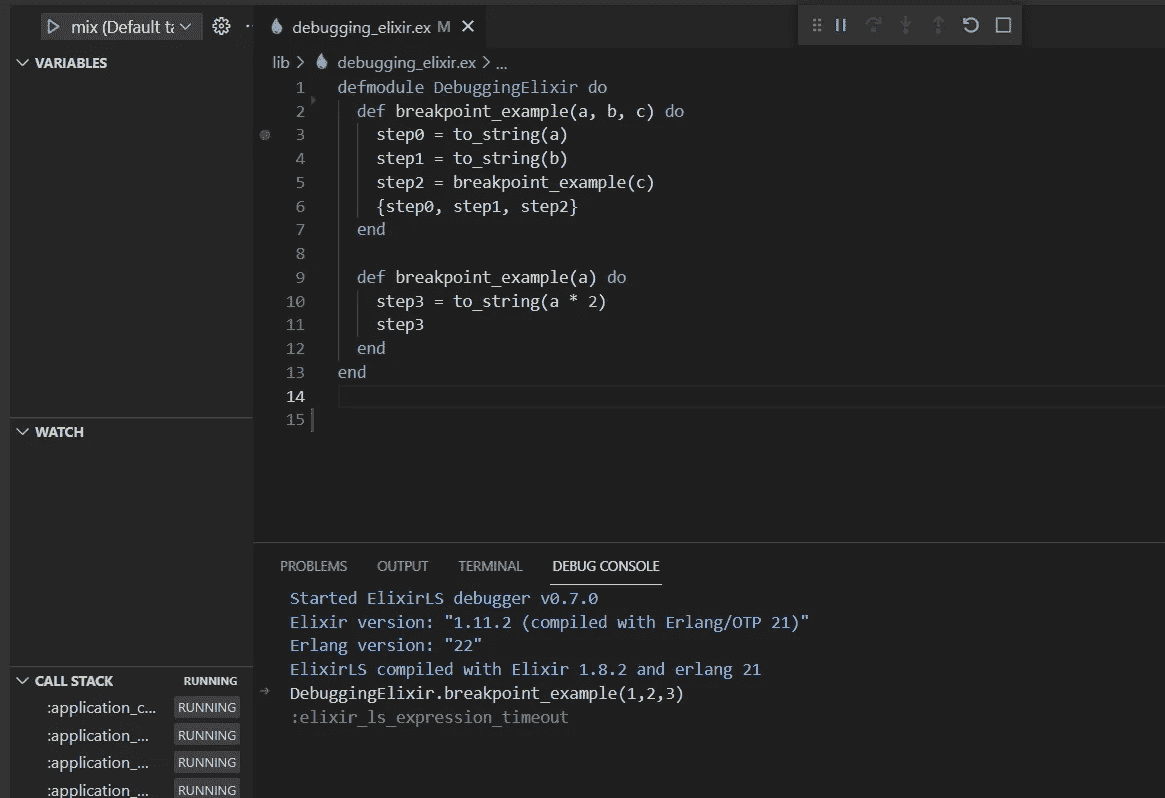 mix (Default ta
debugging_elixir.ex M
VARIABLES
lib > debugging_elixir.ex > ...
1 defmodule DebuggingElixir do
2 def breakpoint_example(a, b, c) do
3 step0 = to_string(a)
4 step1 = to_string(b)
5 step2 = breakpoint_example(c)
6 {step0, step1, step2}
7 end
8
9 def breakpoint_example(a) do
10 step3 = to_string(a * 2)
11 step3
12 end
13 end
14
15
WATCH
PROBLEMS OUTPUT TERMINAL DEBUG CONSOLE
Started ElixirLS debugger v0.7.0
Elixir version: "1.11.2 (compiled with Erlang/OTP 21)"
Erlang version: "22"
ElixirLS compiled with Elixir 1.8.2 and erlang 21
DebuggingElixir.breakpoint_example(1,2,3)
:elixir_ls_expression_timeout
CALL STACK RUNNING
:application_c... RUNNING
:application_... RUNNING
:application_... RUNNING
:application_... RUNNING